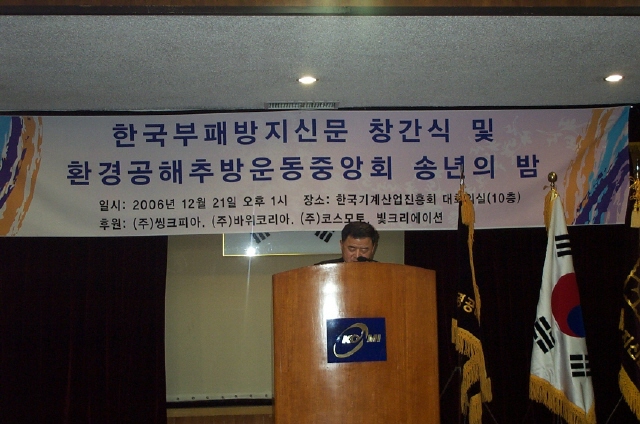 한국부패방지신문 창간식 및
환경공해추방운동중앙회 송년의 밤
일시: 2006년 12월 21일 오후 1시 장소: 한국기계산업진흥회 대회의실(10층)
후원: (주)씽크피아, (주)바위코리아, (주)코스모토, 빛크리에이션